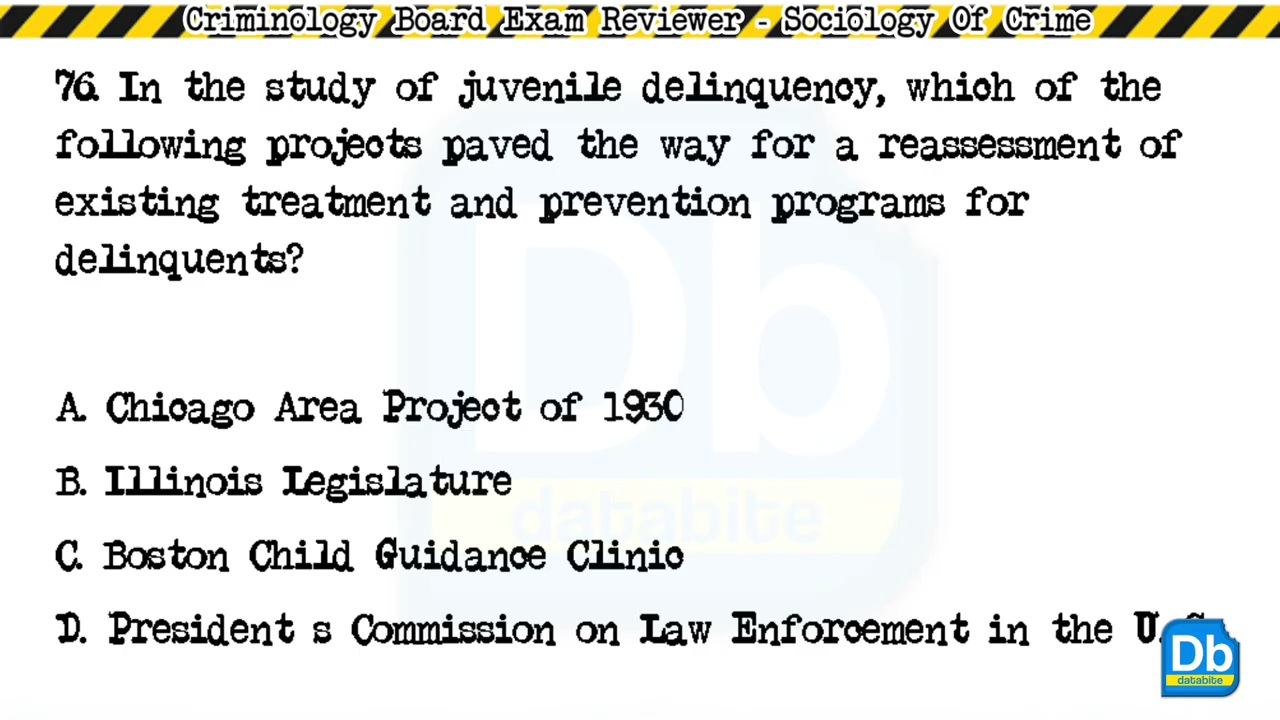 Criminology Board Exam Reviewer - Sociology Of Crime
76. In the study of juvenile delinquency, which of the
following projects paved the way for a reassessment of
existing treatment and prevention programs for
delinquents?
A. Chicago Area Project of 1930
B. Illinois Legislature
C. Boston Child Guidance Clinic
D. President s Commission on Law Enforcement in the U.S.
Db
databite
Db
databite